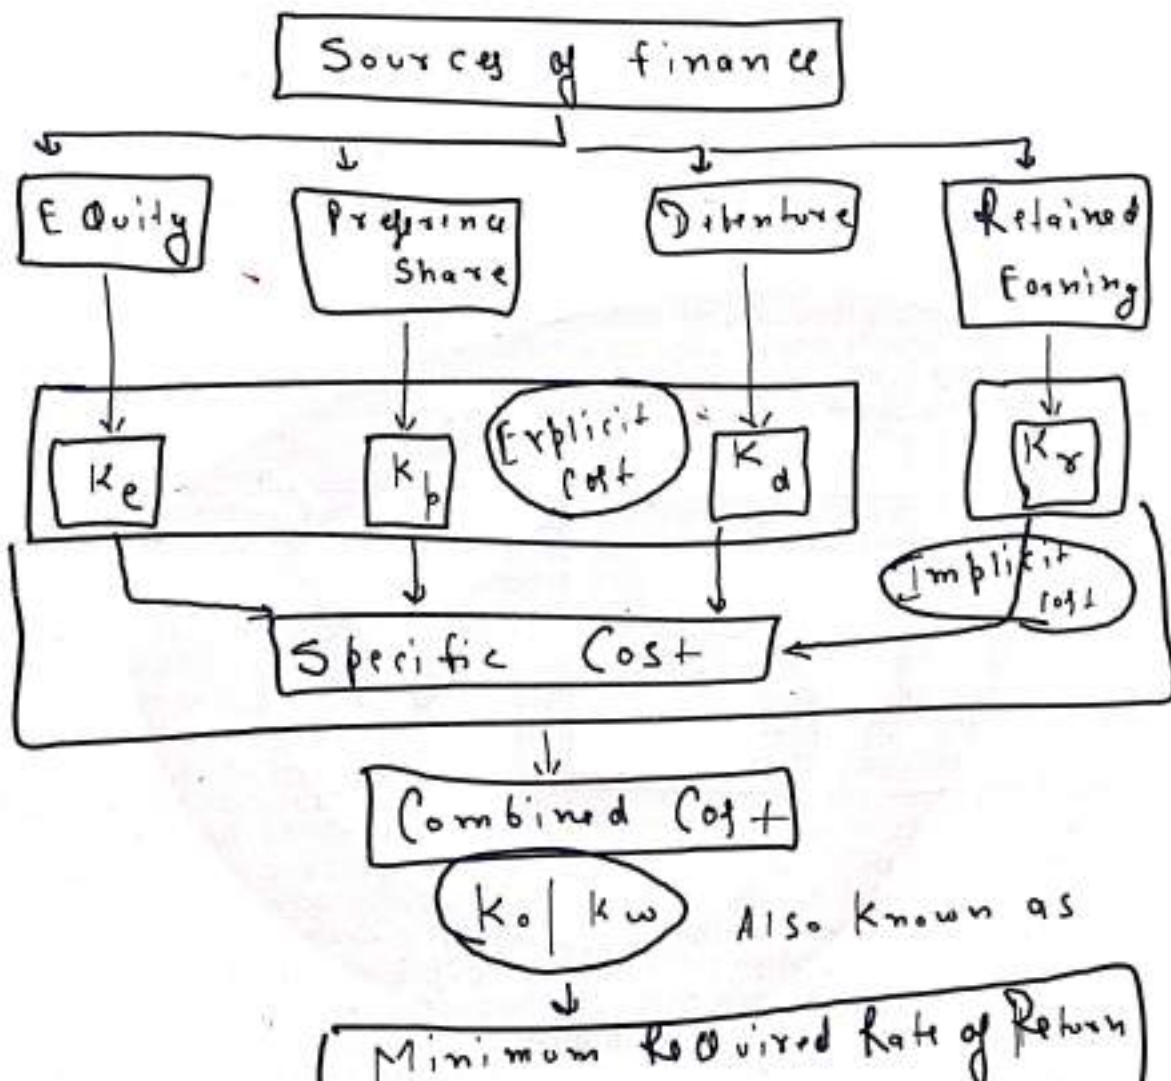 Sources of finance
EQuity
Preference
Share
Debenture
Retained
Earning
Ke
Kp
Explicit
Cost
Kd
Kr
Implicit
Cost
Specific Cost
Combined Cost
Ko | Kw
Also Known as
Minimum ReQuired Rate of Return